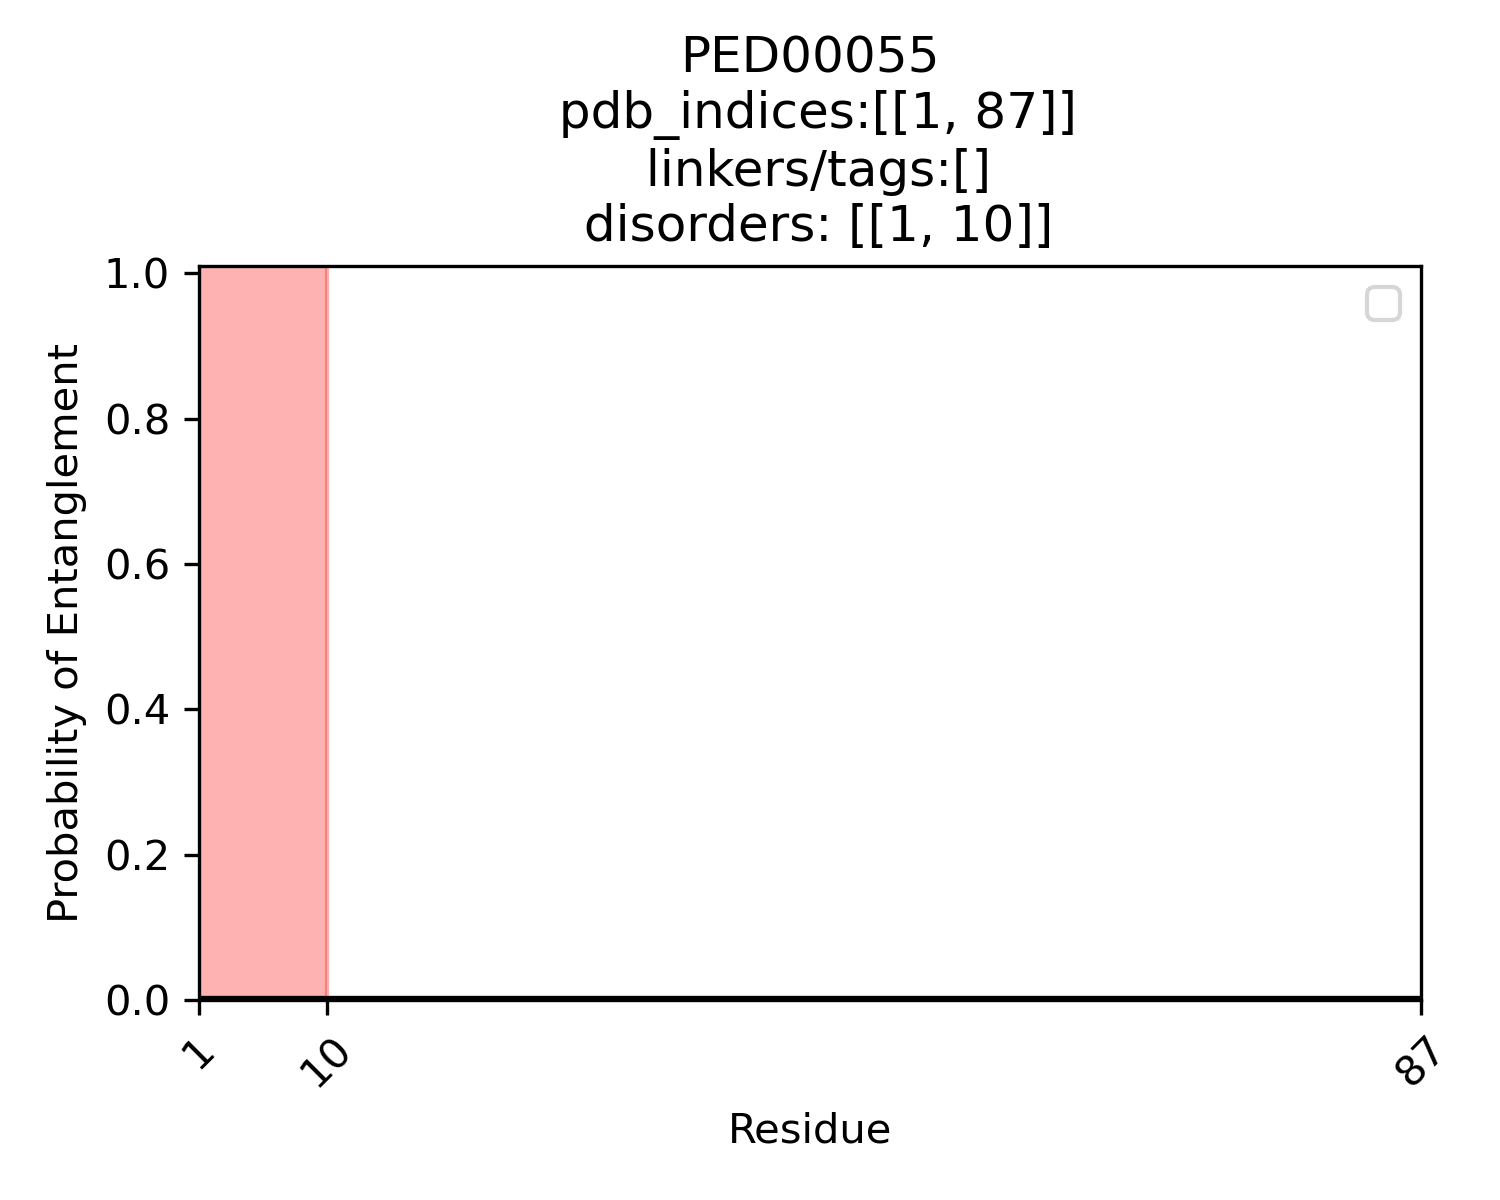 PED00055
pdb_indices:[[1, 87]]
linkers/tags:[]
disorders: [[1, 10]]
1.0
0.8
0.6
0.4
0.2
0.0
Probability of Entanglement
1
10
87
Residue